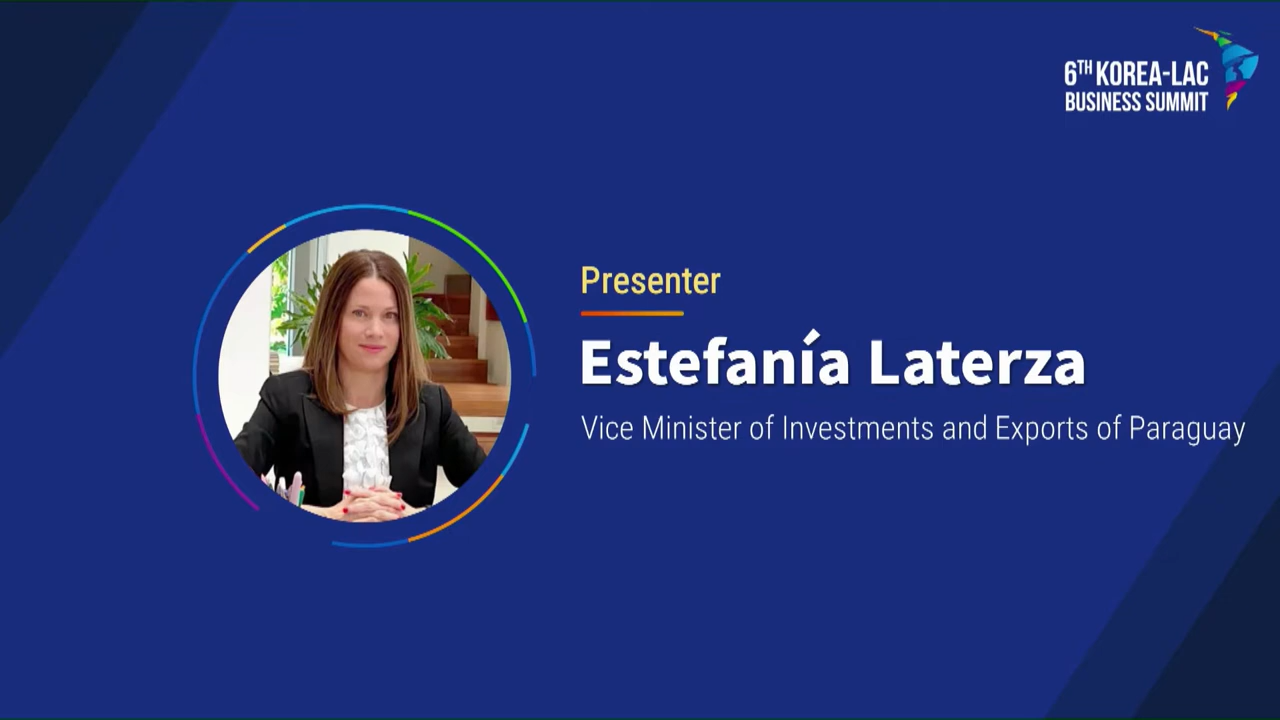 6TH KOREA-LAC
BUSINESS SUMMIT
Presenter
Estefanía Laterza
Vice Minister of Investments and Exports of Paraguay